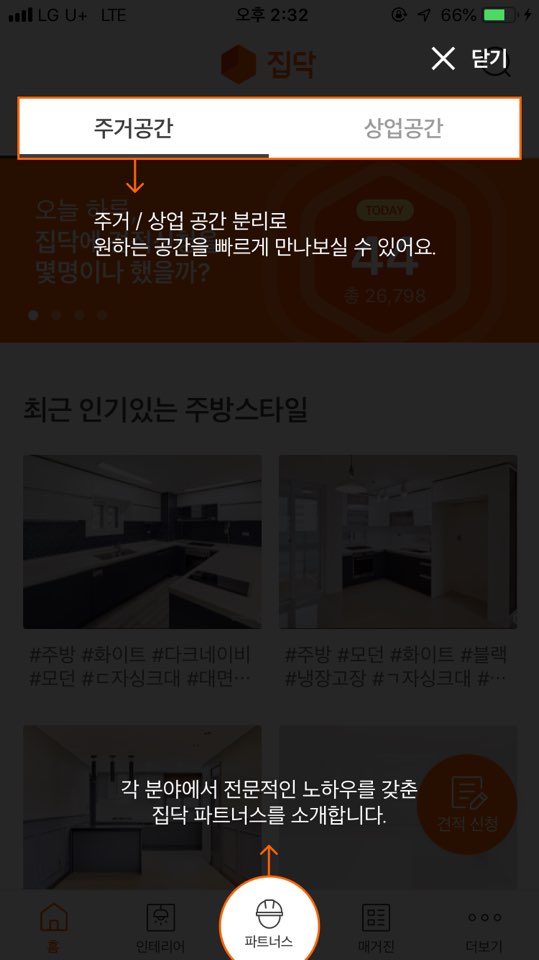 LG U+ LTE 오후 2:32 66%
집닥
닫기
주거공간 상업공간
주거 / 상업 공간 분리로
원하는 공간을 빠르게 만나보실 수 있어요.
오늘 하루
집닥에
몇명이나 했을까?
TODAY
44
총 26,798
최근 인기있는 주방스타일
#주방 #화이트 #다크네이비
#모던 #ㄷ자싱크대 #대면…
#주방 #모던 #화이트 #블랙
#냉장고장 #ㄱ자싱크대 #…
각 분야에서 전문적인 노하우를 갖춘
집닥 파트너스를 소개합니다.
견적 신청
홈 인테리어 파트너스 매거진 더보기